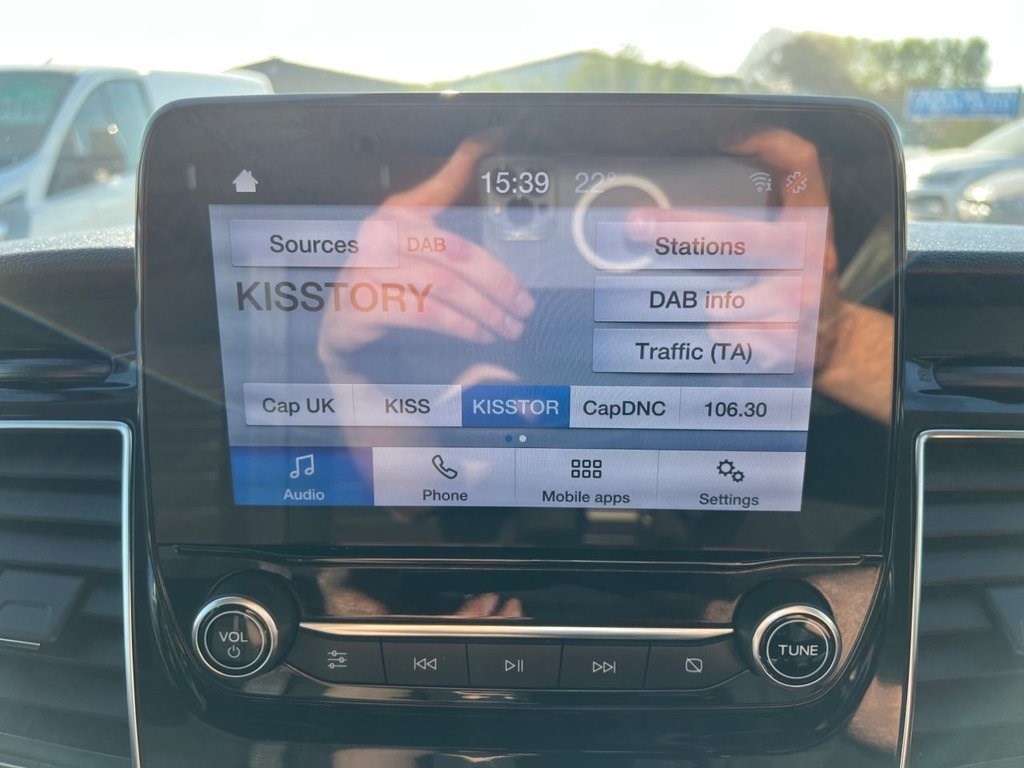 15:39 22°
Sources DAB Stations
KISSTORY DAB info
Traffic (TA)
Cap UK KISS KISSTOR CapDNC 106.30
Audio Phone Mobile apps Settings
VOL TUNE